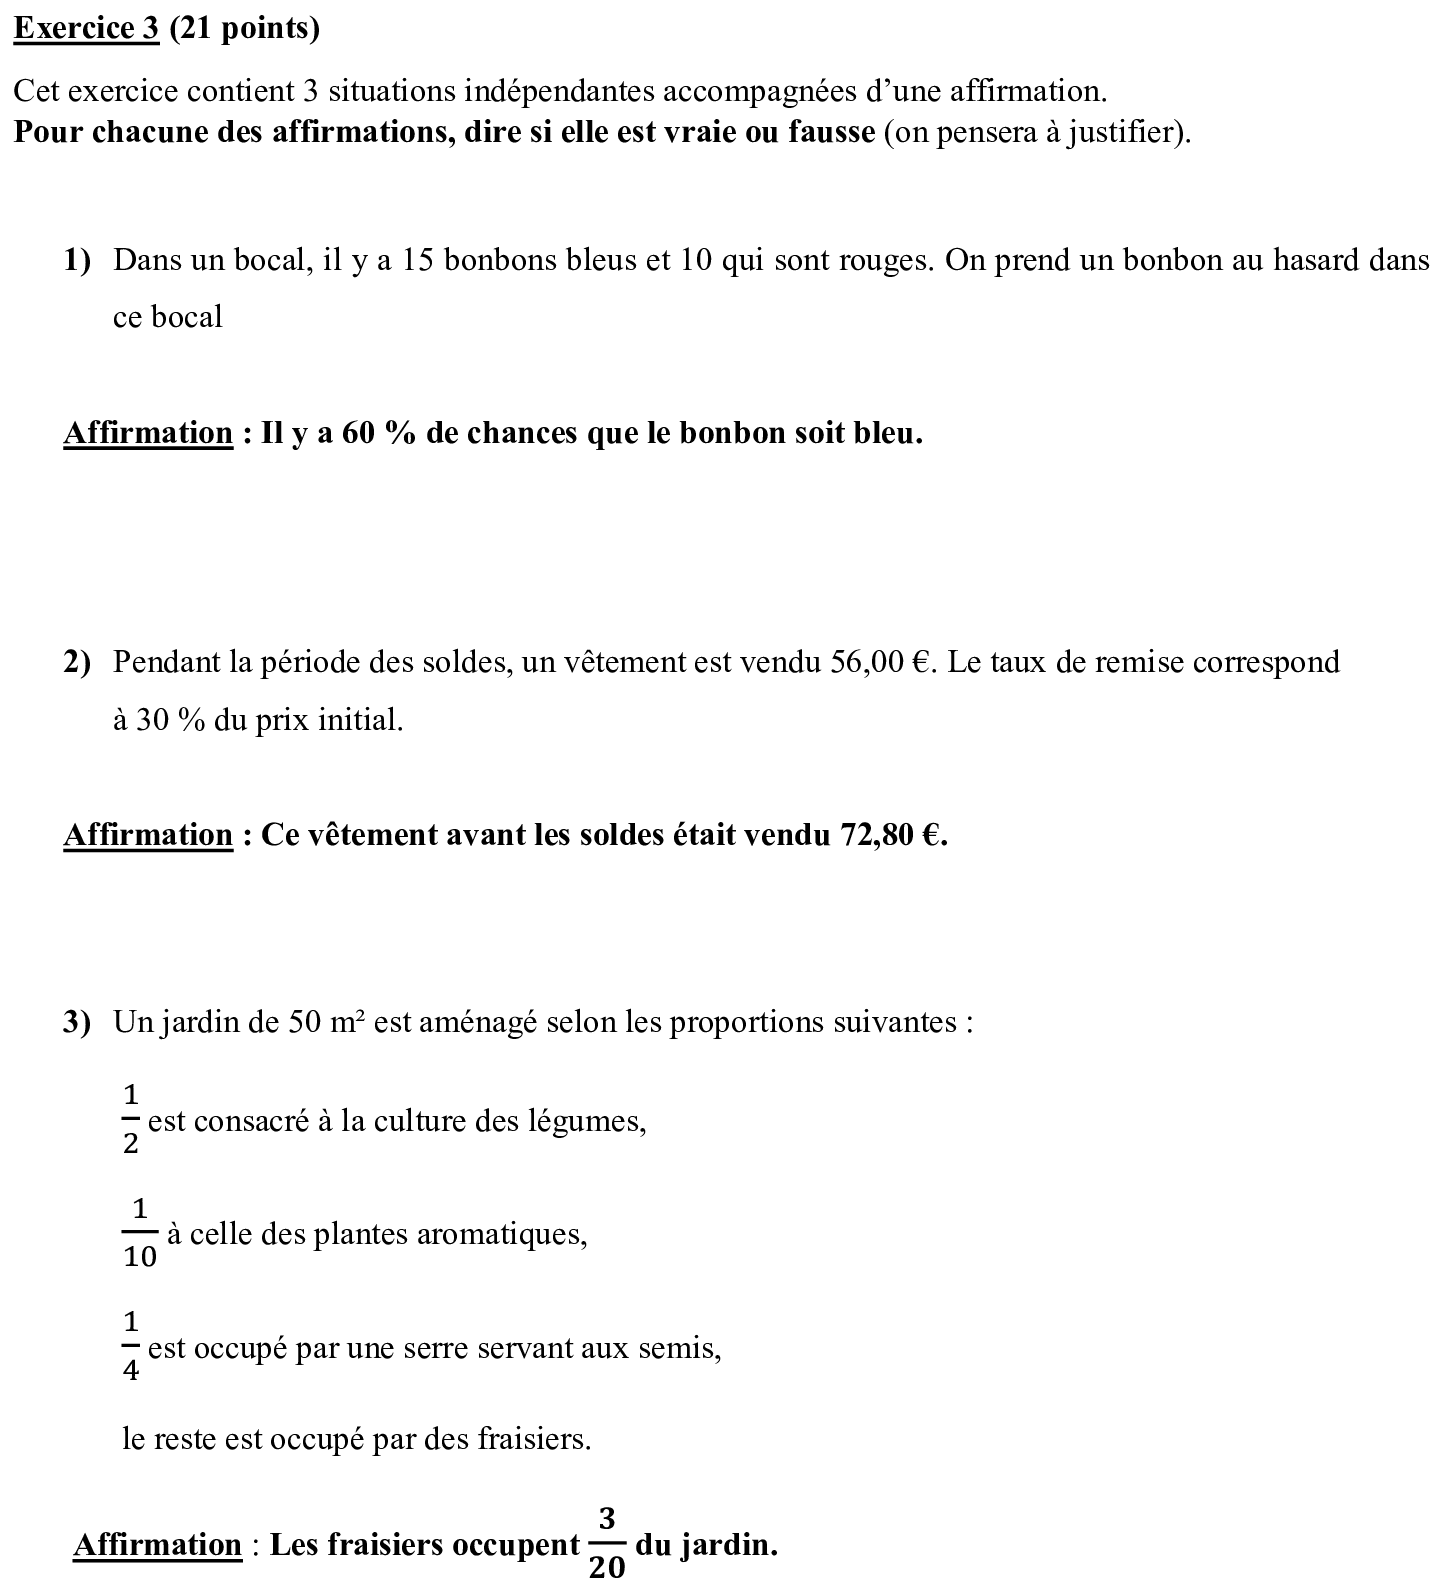 Exercice 3 (21 points)
Cet exercice contient 3 situations indépendantes accompagnées d’une affirmation.
Pour chacune des affirmations, dire si elle est vraie ou fausse (on pensera à justifier).
1) Dans un bocal, il y a 15 bonbons bleus et 10 qui sont rouges. On prend un bonbon au hasard dans
ce bocal
Affirmation : Il y a 60 % de chances que le bonbon soit bleu.
2) Pendant la période des soldes, un vêtement est vendu 56,00 €. Le taux de remise correspond
à 30 % du prix initial.
Affirmation : Ce vêtement avant les soldes était vendu 72,80 €.
3) Un jardin de 50 m² est aménagé selon les proportions suivantes :
1/2 est consacré à la culture des légumes,
1/10 à celle des plantes aromatiques,
1/4 est occupé par une serre servant aux semis,
le reste est occupé par des fraisiers.
Affirmation : Les fraisiers occupent 3/20 du jardin.